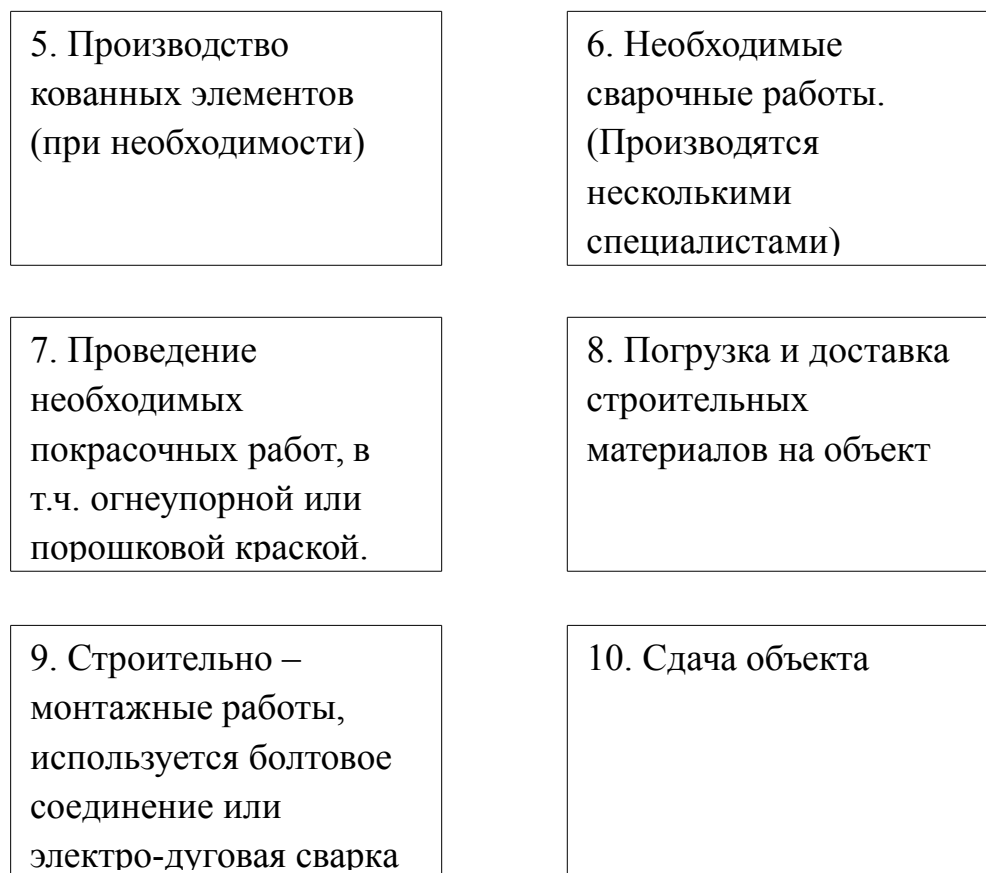 5. Производство
кованных элементов
(при необходимости)
6. Необходимые
сварочные работы.
(Производятся
несколькими
специалистами)
7. Проведение
необходимых
покрасочных работ, в
т.ч. огнеупорной или
порошковой краской.
8. Погрузка и доставка
строительных
материалов на объект
9. Строительно –
монтажные работы,
используется болтовое
соединение или
электро-дуговая сварка
10. Сдача объекта